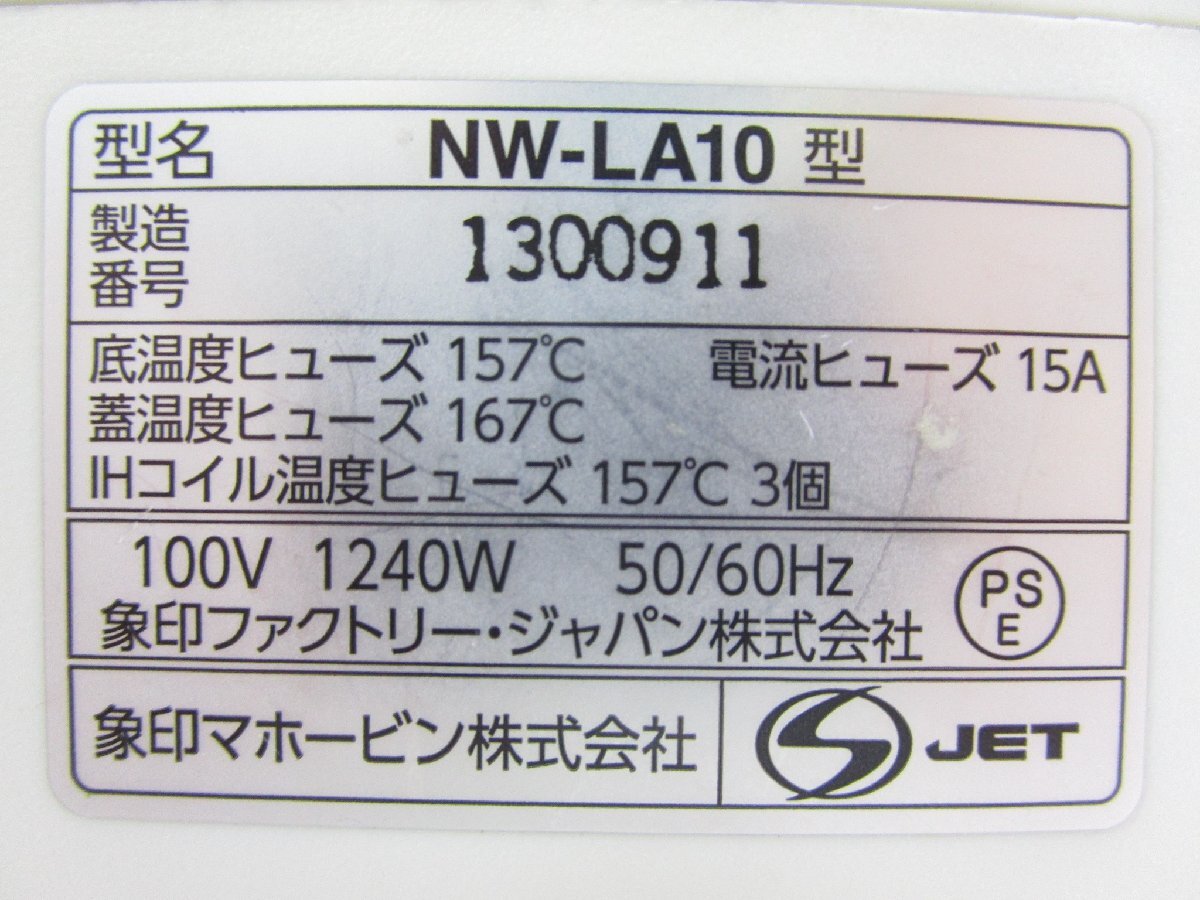 型名 NW-LA10 型
製造
番号 1300911
底温度ヒューズ 157℃ 電流ヒューズ 15A
蓋温度ヒューズ 167℃
IHコイル温度ヒューズ 157℃ 3個
100V 1240W 50/60Hz
象印ファクトリー・ジャパン株式会社
PS
E
象印マホービン株式会社
JET